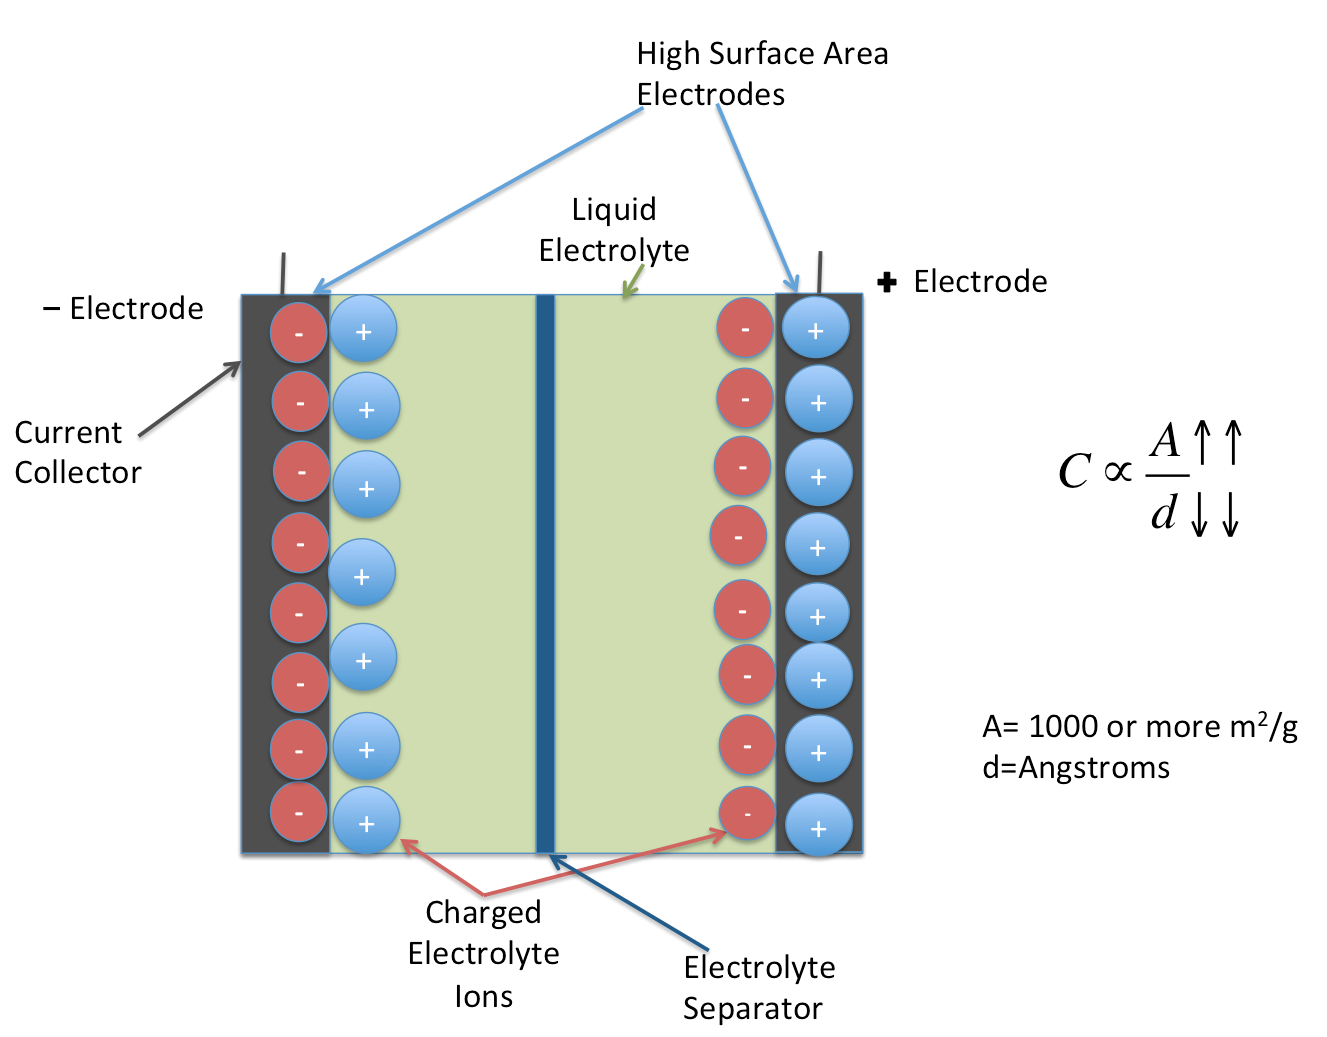 High Surface Area
Electrodes
Liquid
Electrolyte
– Electrode
+ Electrode
Current
Collector
- + - +
- + - +
- + - +
- + - +
- + - +
- + - +
- + - +
- + - +
C ∝ A↑↑ / d↓↓
A= 1000 or more m²/g
d=Angstroms
Charged
Electrolyte
Ions
Electrolyte
Separator